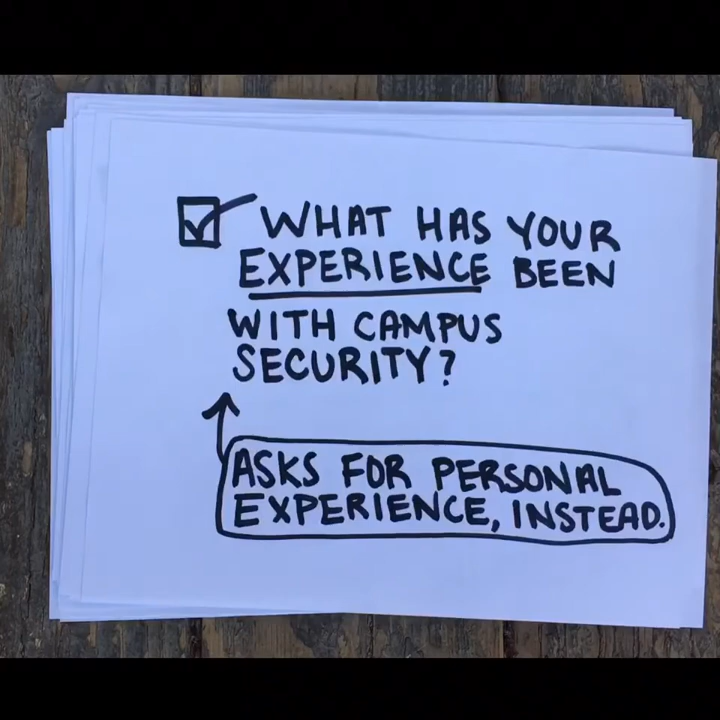 WHAT HAS YOUR
EXPERIENCE BEEN
WITH CAMPUS
SECURITY?
ASKS FOR PERSONAL
EXPERIENCE, INSTEAD.